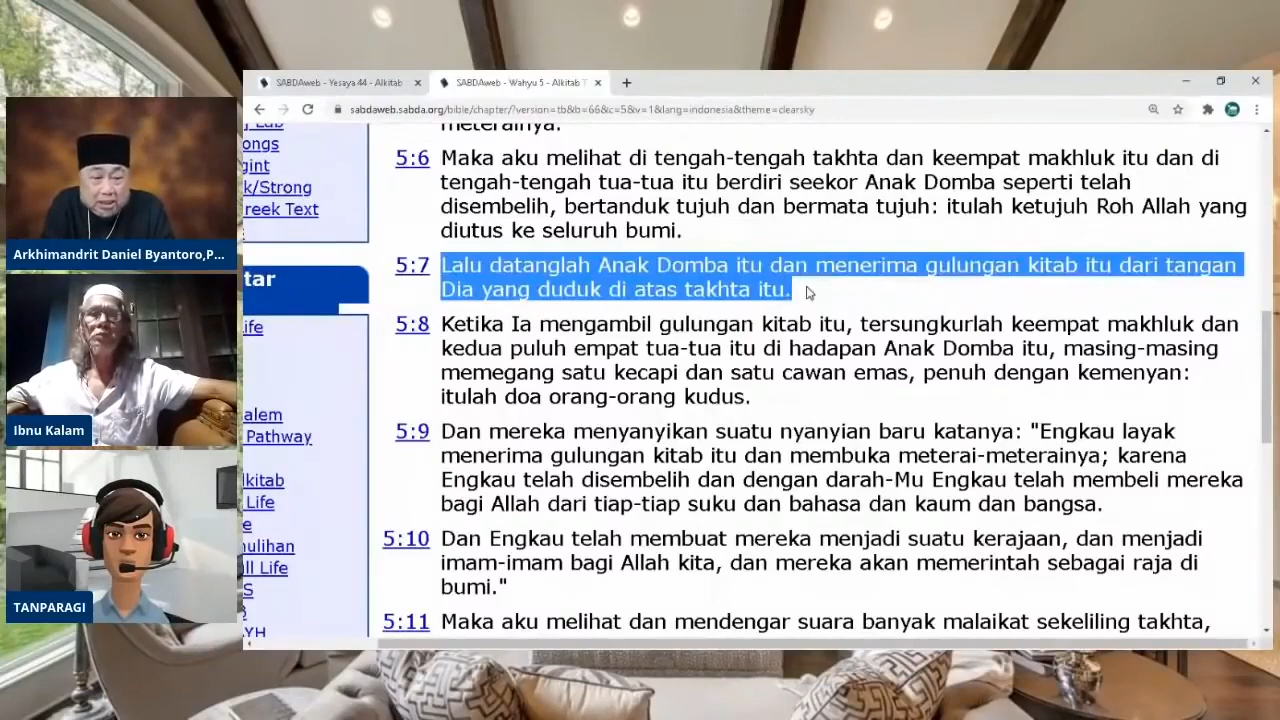 SABDAweb - Yesaya 44 - Alkitab
SABDAweb - Wahyu 5 - Alkitab T
sabdaweb.sabda.org/bible/chapter/?version=tb&b=66&c=5&v=1&lang=indonesia&theme=clearsky
Arkhimandrit Daniel Byantoro,P...
Ibnu Kalam
TANPARAGI
ongs
gint
k/Strong
reek Text
tar
ife
alem
Pathway
lkitab
Life
e
nulihan
ll Life
S
YH
meterainya.
5:6 Maka aku melihat di tengah-tengah takhta dan keempat makhluk itu dan di
tengah-tengah tua-tua itu berdiri seekor Anak Domba seperti telah
disembelih, bertanduk tujuh dan bermata tujuh: itulah ketujuh Roh Allah yang
diutus ke seluruh bumi.
5:7 Lalu datanglah Anak Domba itu dan menerima gulungan kitab itu dari tangan
Dia yang duduk di atas takhta itu.
5:8 Ketika Ia mengambil gulungan kitab itu, tersungkurlah keempat makhluk dan
kedua puluh empat tua-tua itu di hadapan Anak Domba itu, masing-masing
memegang satu kecapi dan satu cawan emas, penuh dengan kemenyan:
itulah doa orang-orang kudus.
5:9 Dan mereka menyanyikan suatu nyanyian baru katanya: "Engkau layak
menerima gulungan kitab itu dan membuka meterai-meterainya; karena
Engkau telah disembelih dan dengan darah-Mu Engkau telah membeli mereka
bagi Allah dari tiap-tiap suku dan bahasa dan kaum dan bangsa.
5:10 Dan Engkau telah membuat mereka menjadi suatu kerajaan, dan menjadi
imam-imam bagi Allah kita, dan mereka akan memerintah sebagai raja di
bumi."
5:11 Maka aku melihat dan mendengar suara banyak malaikat sekeliling takhta,